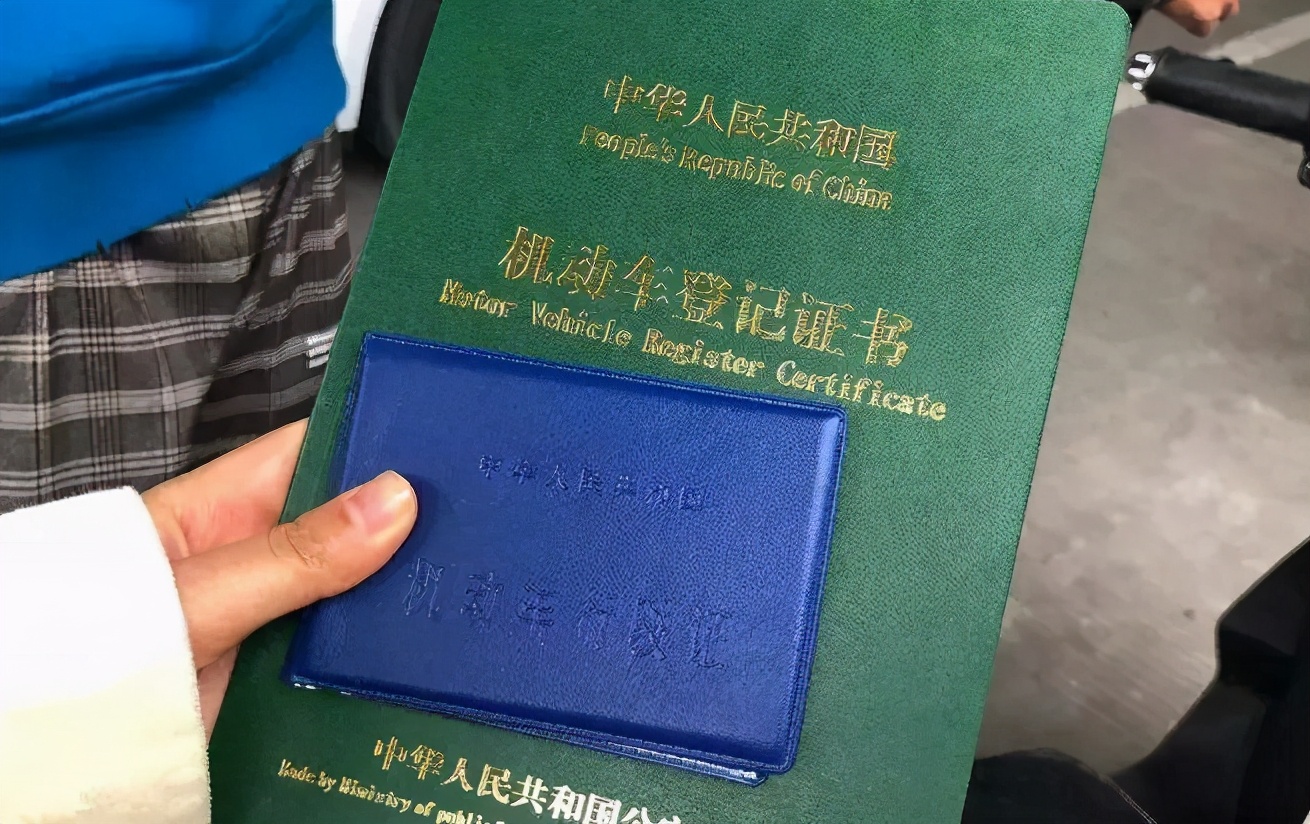 中华人民共和国
People's Republic of China
机动车登记证书
Motor Vehicle Register Certificate
中华人民共和国
机动车行驶证
中华人民共和国公安
Made by Ministry of public